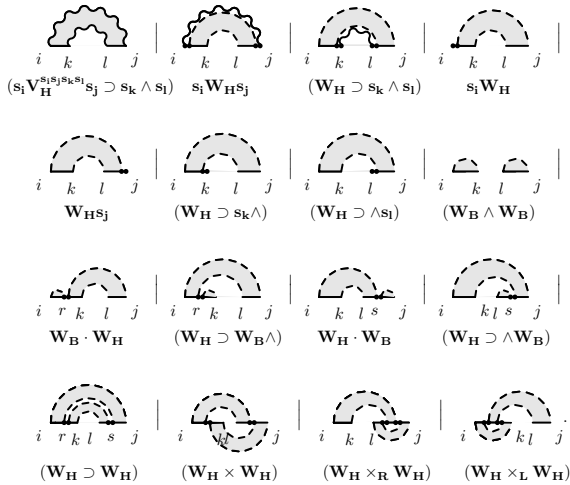 i k l j i k l j i k l j i k l j
(s_i V_H^{s_i s_j s_k s_l} s_j ⊃ s_k ∧ s_l) s_i W_H s_j (W_H ⊃ s_k ∧ s_l) s_i W_H
i k l j i k l j i k l j i k l j
W_H s_j (W_H ⊃ s_k ∧) (W_H ⊃ ∧ s_l) (W_B ∧ W_B)
i r k l j i r k l j i k l s j i k l s j
W_B · W_H (W_H ⊃ W_B ∧) W_H · W_B (W_H ⊃ ∧ W_B)
i r k l s j i k l j i k l j i k l j .
(W_H ⊃ W_H) (W_H × W_H) (W_H ×_R W_H) (W_H ×_L W_H)